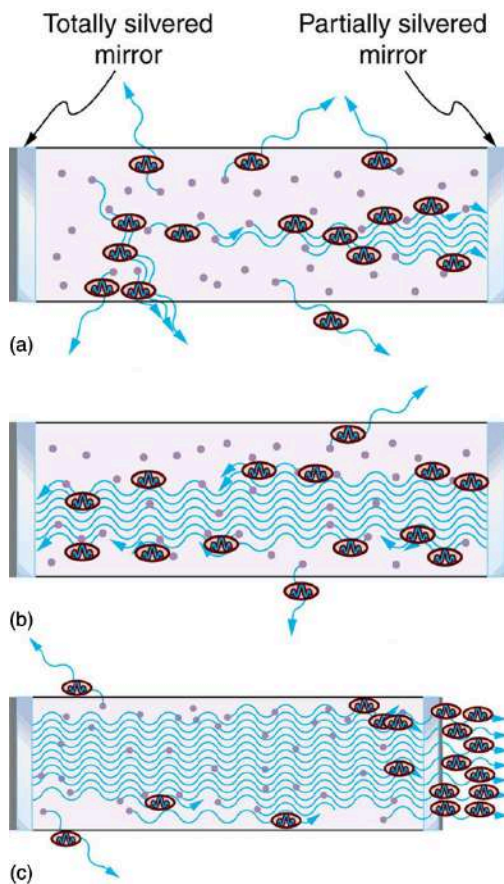 Totally silvered
mirror
Partially silvered
mirror
(a)
(b)
(c)